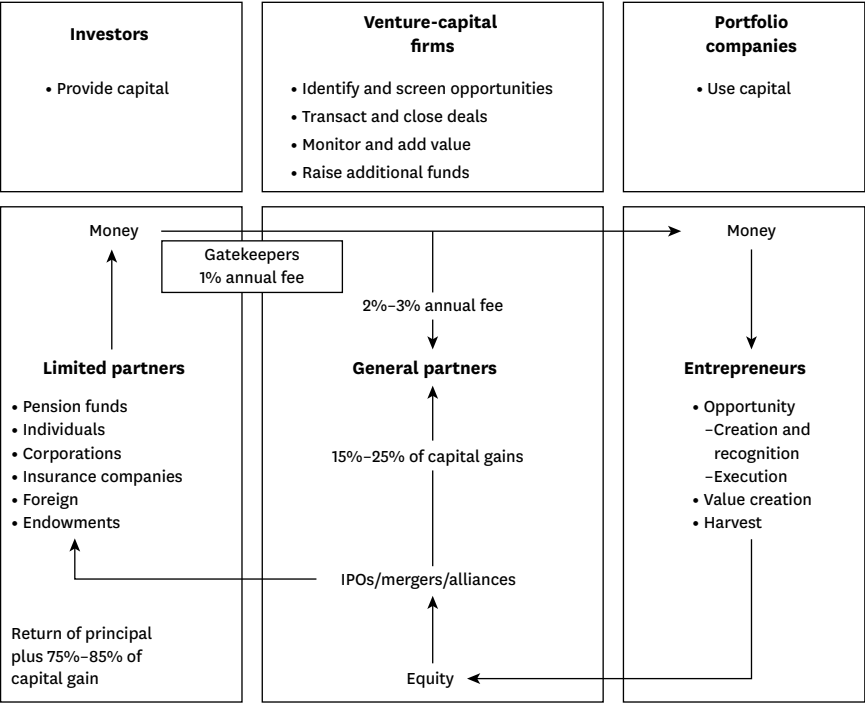 Investors
• Provide capital
Venture-capital
firms
• Identify and screen opportunities
• Transact and close deals
• Monitor and add value
• Raise additional funds
Portfolio
companies
• Use capital
Money
Gatekeepers
1% annual fee
Limited partners
• Pension funds
• Individuals
• Corporations
• Insurance companies
• Foreign
• Endowments
Return of principal
plus 75%–85% of
capital gain
2%–3% annual fee
General partners
15%–25% of capital gains
IPOs/mergers/alliances
Equity
Money
Entrepreneurs
• Opportunity
–Creation and
recognition
–Execution
• Value creation
• Harvest